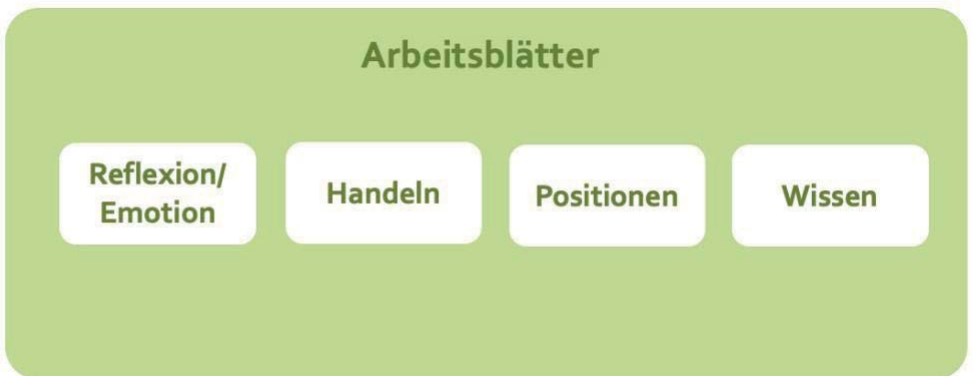 Arbeitsblätter
Reflexion/
Emotion
Handeln
Positionen
Wissen